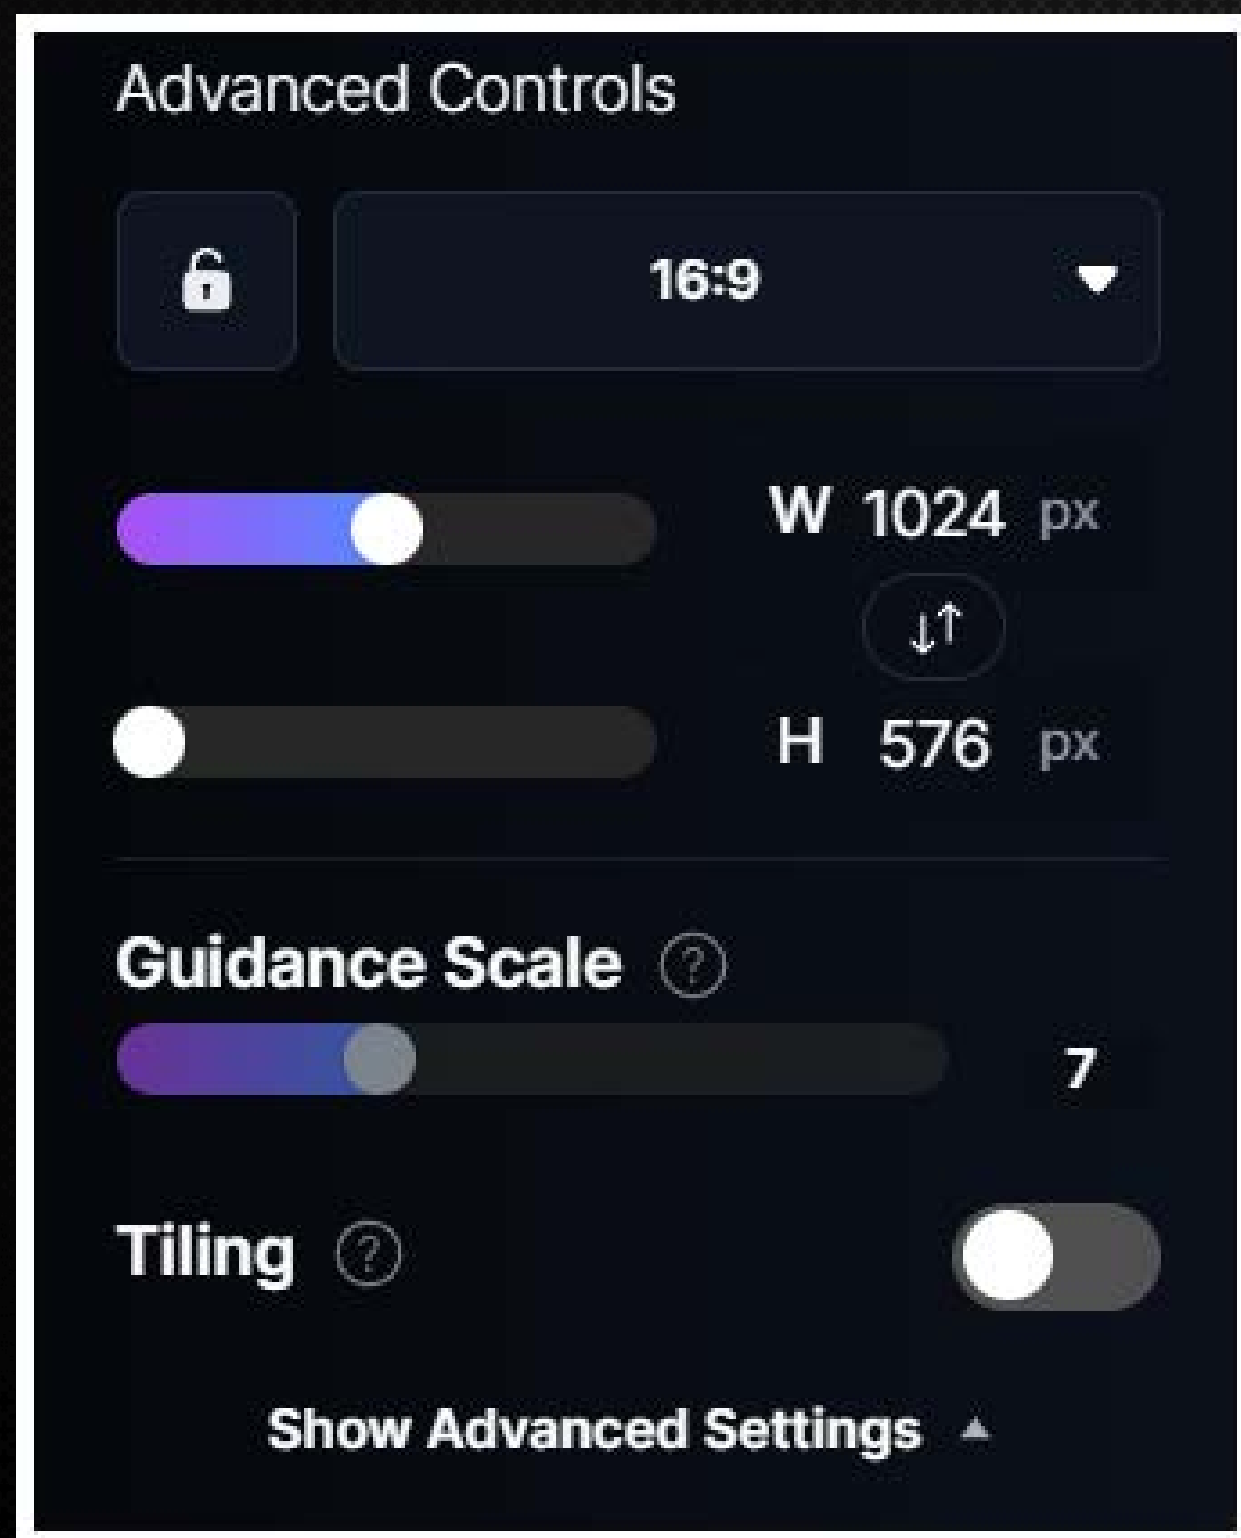 Advanced Controls
16:9
W 1024 px
H 576 px
Guidance Scale ?
7
Tiling ?
Show Advanced Settings